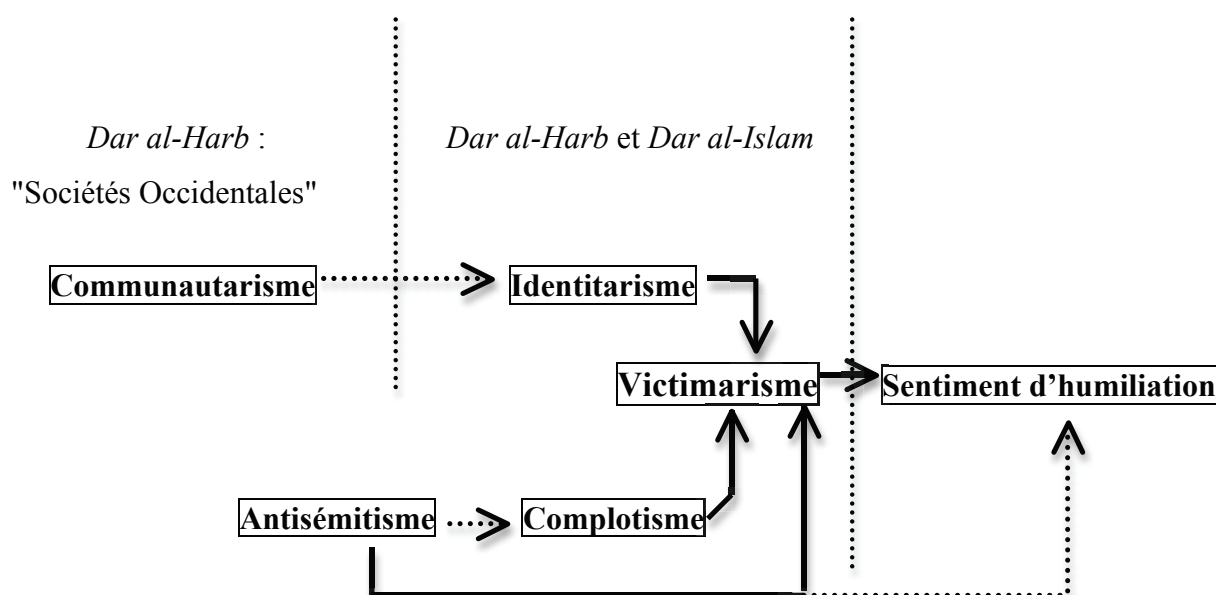 Dar al-Harb :
"Sociétés Occidentales"
Dar al-Harb et Dar al-Islam
Communautarisme
Identitarisme
Victimarisme
Sentiment d’humiliation
Antisémitisme
Complotisme